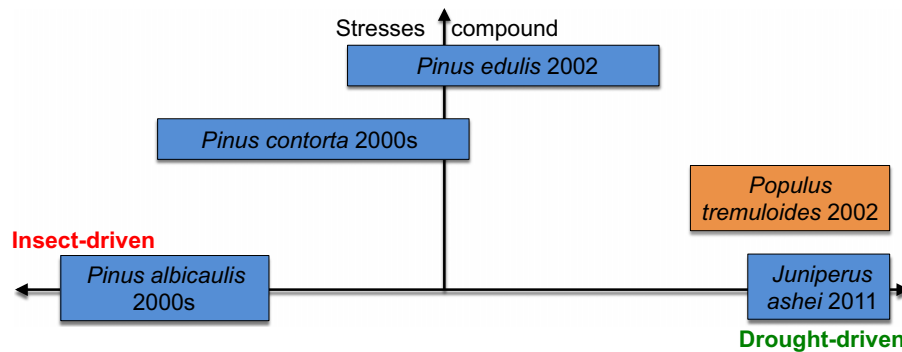 Stresses compound
Pinus edulis 2002
Pinus contorta 2000s
Populus
tremuloides 2002
Insect-driven
Pinus albicaulis
2000s
Juniperus
ashei 2011
Drought-driven